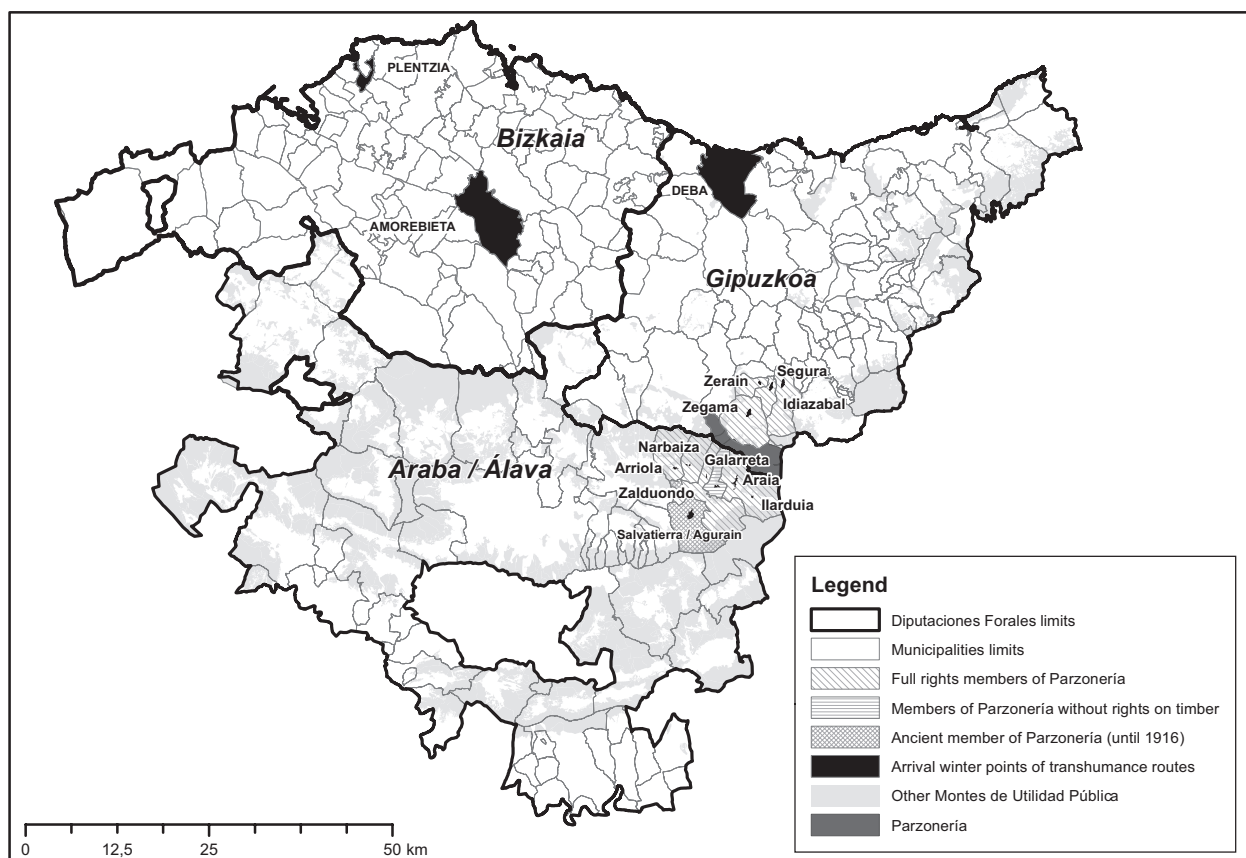 PLENTZIA
Bizkaia
DEBA
AMOREBIETA
Gipuzkoa
Segura
Zerain
Idiazabal
Zegama
Narbaiza
Galarreta
Arriola
Araba / Álava
Araia
Zalduondo
Ilarduia
Salvatierra / Agurain
Legend
Diputaciones Forales limits
Municipalities limits
Full rights members of Parzonería
Members of Parzonería without rights on timber
Ancient member of Parzonería (until 1916)
Arrival winter points of transhumance routes
Other Montes de Utilidad Pública
Parzonería
0 12,5 25 50 km